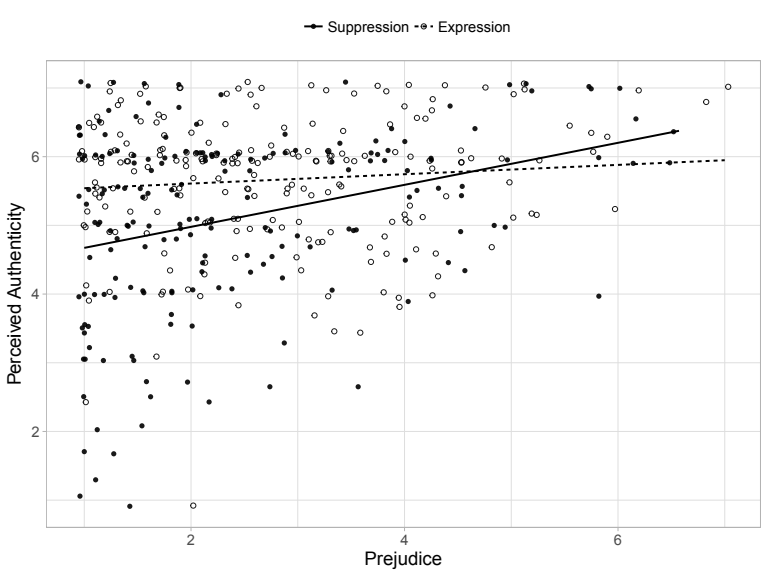 Suppression Expression
6
4
2
Perceived Authenticity
2 4 6
Prejudice